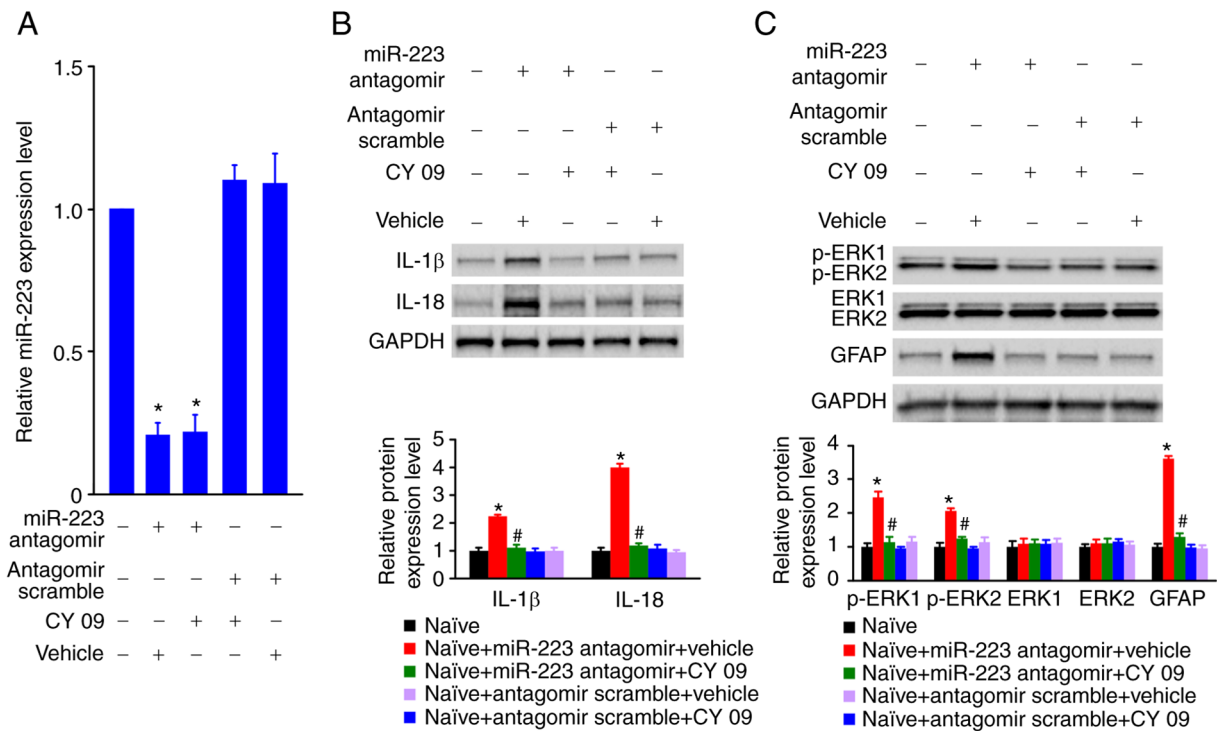 A
Relative miR-223 expression level
1.5
1.0
0.5
0
* *
miR-223
antagomir – + + – –
Antagomir
scramble – – – + +
CY 09 – – + + –
Vehicle – + – – +
B
miR-223
antagomir – + + – –
Antagomir
scramble – – – + +
CY 09 – – + + –
Vehicle – + – – +
IL-1β
IL-18
GAPDH
Relative protein
expression level
5
4
3
2
1
0
* # * #
IL-1β IL-18
Naïve
Naïve+miR-223 antagomir+vehicle
Naïve+miR-223 antagomir+CY 09
Naïve+antagomir scramble+vehicle
Naïve+antagomir scramble+CY 09
C
miR-223
antagomir – + + – –
Antagomir
scramble – – – + +
CY 09 – – + + –
Vehicle – + – – +
p-ERK1
p-ERK2
ERK1
ERK2
GFAP
GAPDH
Relative protein
expression level
4
3
2
1
0
* # * # * #
p-ERK1 p-ERK2 ERK1 ERK2 GFAP
Naïve
Naïve+miR-223 antagomir+vehicle
Naïve+miR-223 antagomir+CY 09
Naïve+antagomir scramble+vehicle
Naïve+antagomir scramble+CY 09